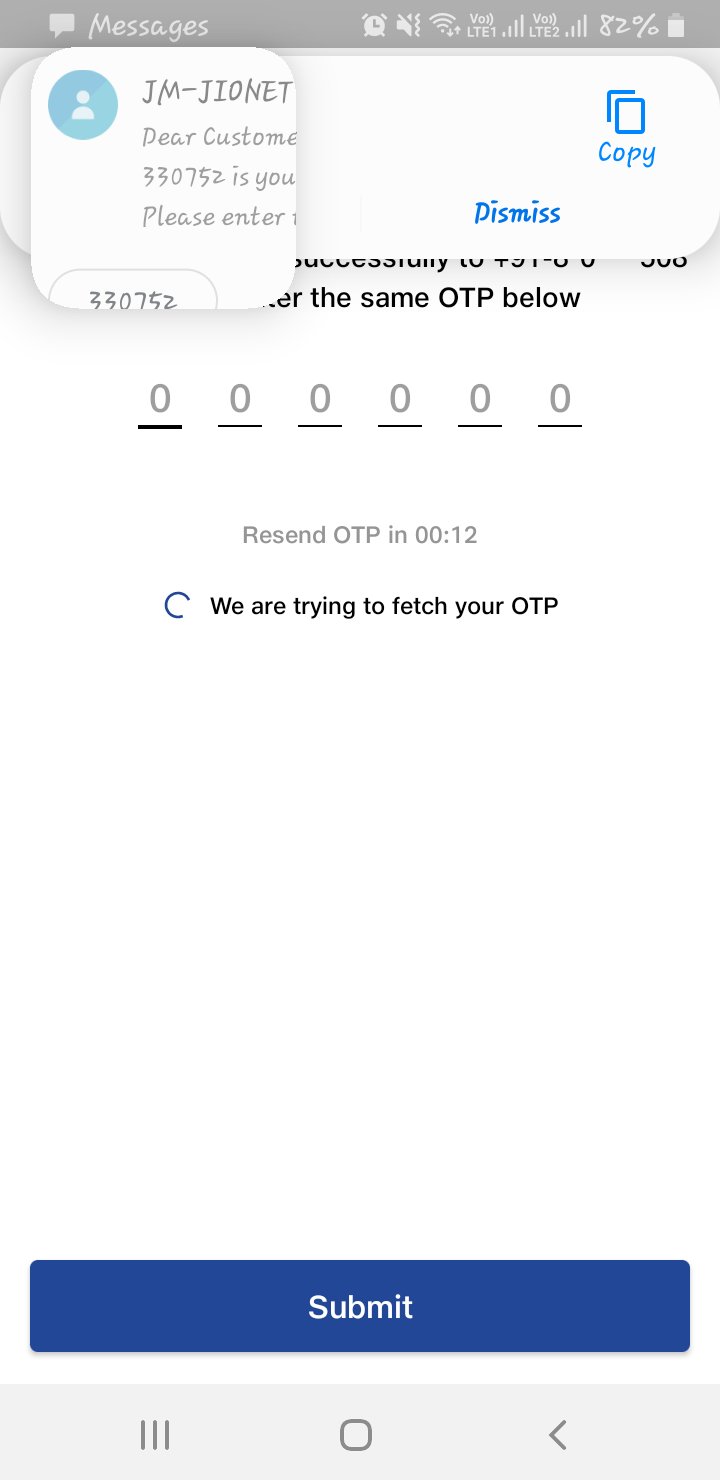 Messages
Vo)) LTE1 Vo)) LTE2 82%
JM-JIONET
Dear Custome
330752 is you
Please enter
330752
Copy
Dismiss
successfully to +91-8 0 508
ter the same OTP below
0 0 0 0 0 0
Resend OTP in 00:12
We are trying to fetch your OTP
Submit